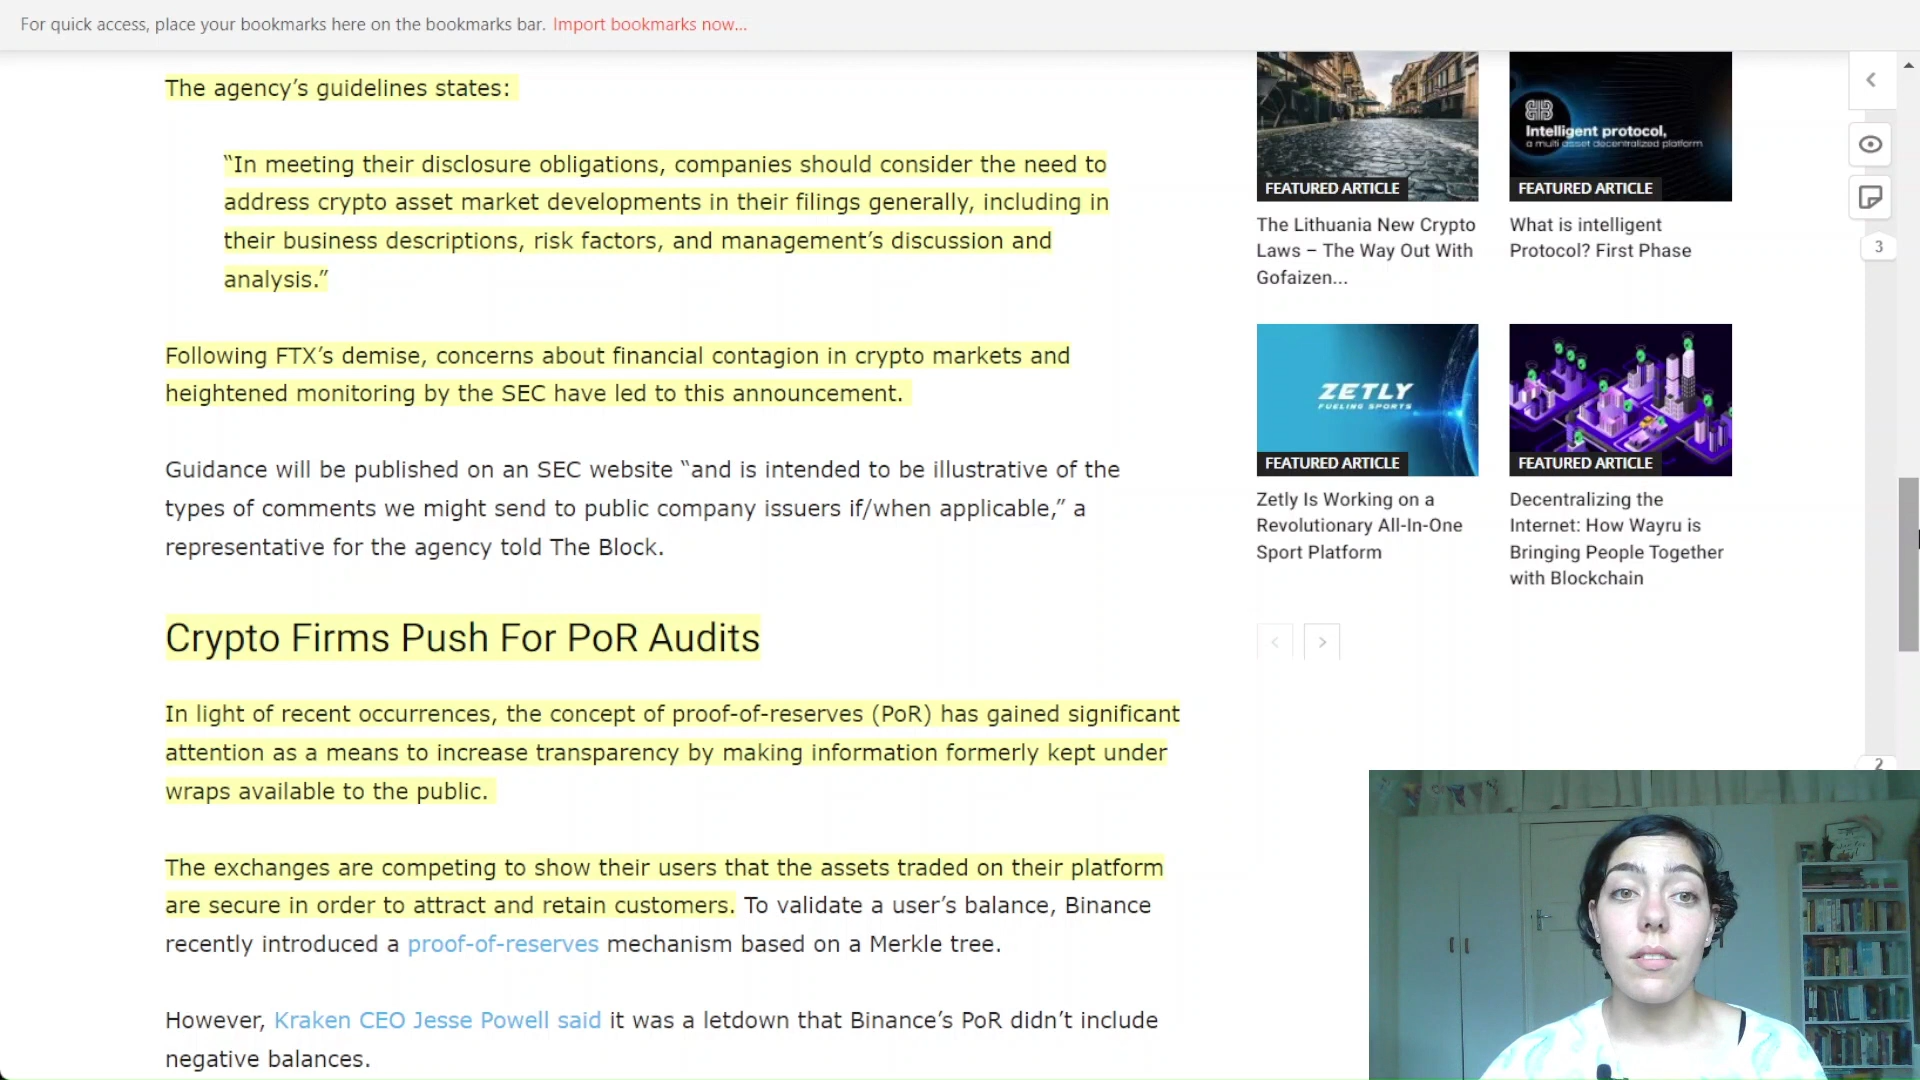 For quick access, place your bookmarks here on the bookmarks bar. Import bookmarks now...
The agency’s guidelines states:
“In meeting their disclosure obligations, companies should consider the need to
address crypto asset market developments in their filings generally, including in
their business descriptions, risk factors, and management’s discussion and
analysis.”
Following FTX’s demise, concerns about financial contagion in crypto markets and
heightened monitoring by the SEC have led to this announcement.
Guidance will be published on an SEC website “and is intended to be illustrative of the
types of comments we might send to public company issuers if/when applicable,” a
representative for the agency told The Block.
Crypto Firms Push For PoR Audits
In light of recent occurrences, the concept of proof-of-reserves (PoR) has gained significant
attention as a means to increase transparency by making information formerly kept under
wraps available to the public.
The exchanges are competing to show their users that the assets traded on their platform
are secure in order to attract and retain customers. To validate a user’s balance, Binance
recently introduced a proof-of-reserves mechanism based on a Merkle tree.
However, Kraken CEO Jesse Powell said it was a letdown that Binance’s PoR didn’t include
negative balances.
FEATURED ARTICLE
The Lithuania New Crypto
Laws – The Way Out With
Gofaizen...
Intelligent protocol,
a multi asset decentralized platform
FEATURED ARTICLE
What is intelligent
Protocol? First Phase
ZETLY
FUELING SPORTS
FEATURED ARTICLE
Zetly Is Working on a
Revolutionary All-In-One
Sport Platform
FEATURED ARTICLE
Decentralizing the
Internet: How Wayru is
Bringing People Together
with Blockchain
3
2